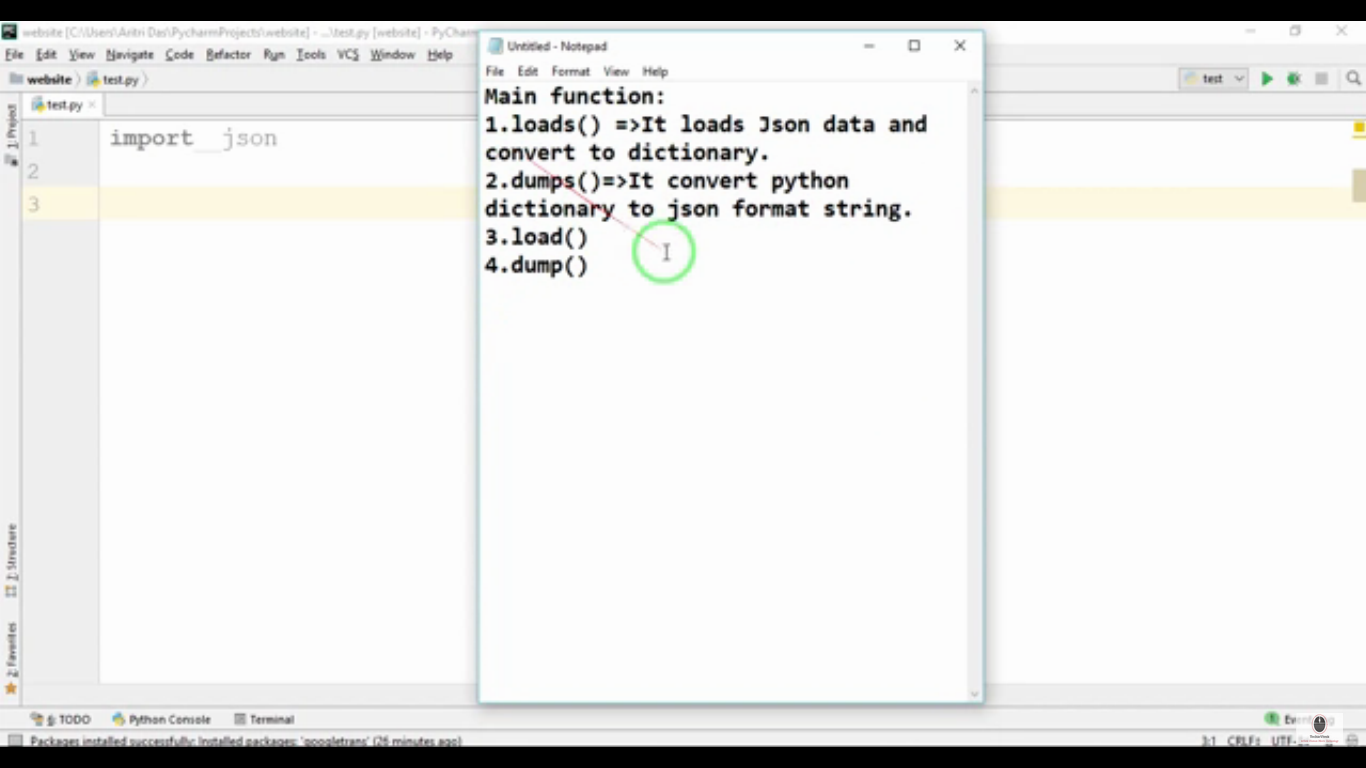 website [C:\Users\Aritri Das\PycharmProjects\website] - ...\test.py [website] - PyCharm
File Edit View Navigate Code Refactor Run Tools VCS Window Help
website test.py
test
test.py
1: Project
1 import json
2
3
Untitled - Notepad
File Edit Format View Help
Main function:
1.loads() =>It loads Json data and
convert to dictionary.
2.dumps()=>It convert python
dictionary to json format string.
3.load()
4.dump()
7: Structure
2: Favorites
6: TODO Python Console Terminal
Packages installed successfully: Installed packages: 'googletrans' (26 minutes ago)
3:1 CRLF÷ UTF-